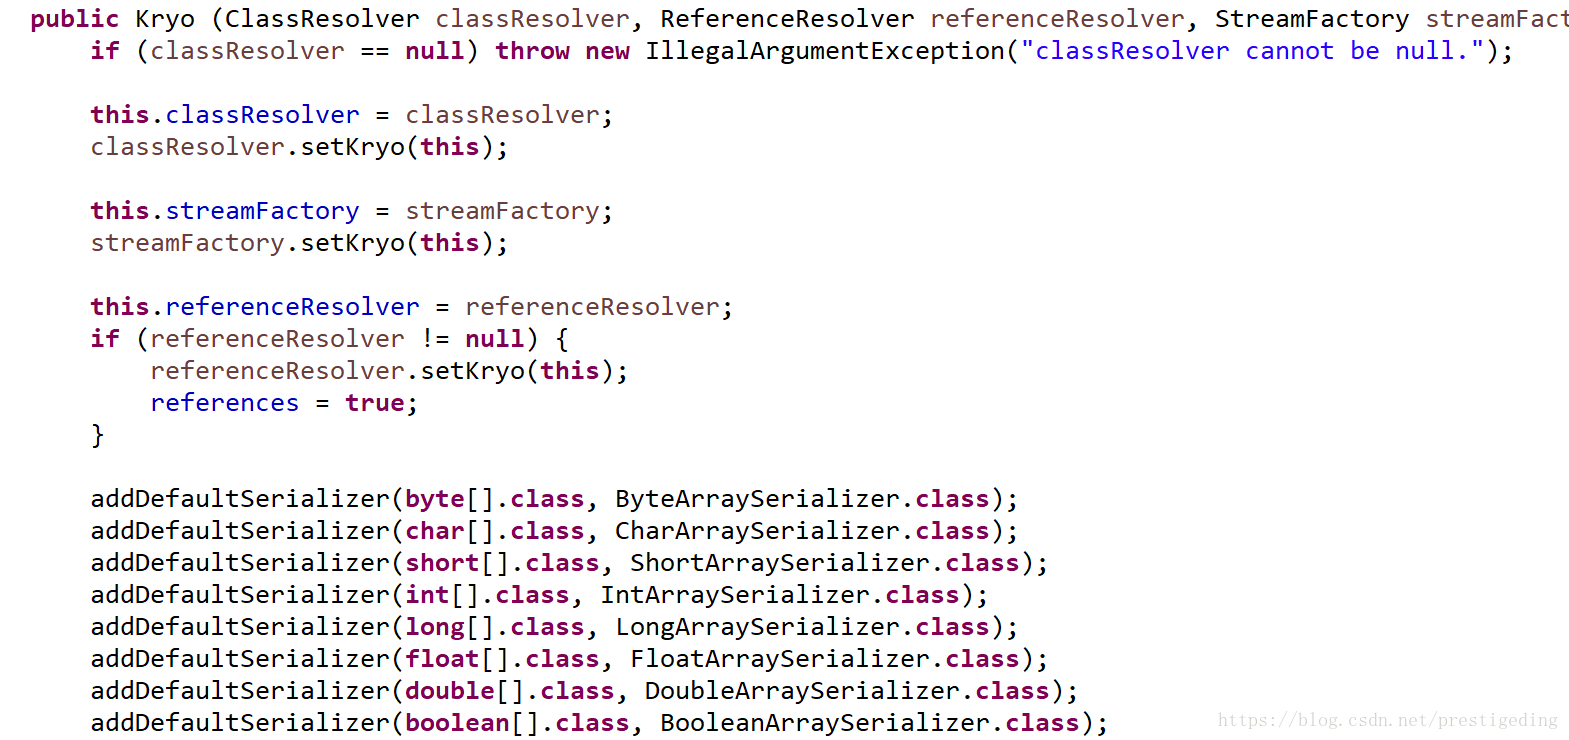 public Kryo (ClassResolver classResolver, ReferenceResolver referenceResolver, StreamFactory streamFact
if (classResolver == null) throw new IllegalArgumentException("classResolver cannot be null.");
this.classResolver = classResolver;
classResolver.setKryo(this);
this.streamFactory = streamFactory;
streamFactory.setKryo(this);
this.referenceResolver = referenceResolver;
if (referenceResolver != null) {
referenceResolver.setKryo(this);
references = true;
}
addDefaultSerializer(byte[].class, ByteArraySerializer.class);
addDefaultSerializer(char[].class, CharArraySerializer.class);
addDefaultSerializer(short[].class, ShortArraySerializer.class);
addDefaultSerializer(int[].class, IntArraySerializer.class);
addDefaultSerializer(long[].class, LongArraySerializer.class);
addDefaultSerializer(float[].class, FloatArraySerializer.class);
addDefaultSerializer(double[].class, DoubleArraySerializer.class);
addDefaultSerializer(boolean[].class, BooleanArraySerializer.class);
https://blog.csdn.net/prestigeding